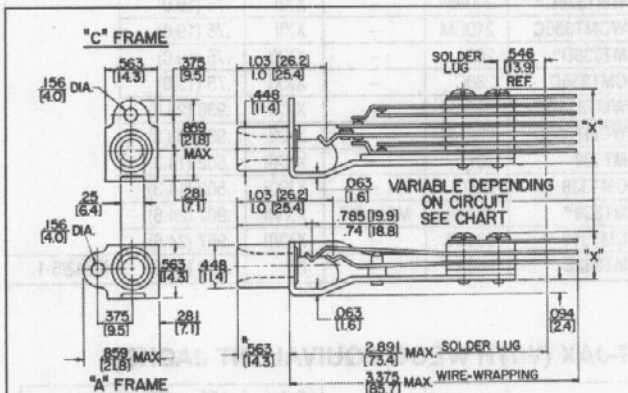 "C" FRAME
.563
[14.3]
.375
[9.5]
1.03 [26.2]
1.0 [25.4]
SOLDER
LUG
.546
[13.9]
REF.
.156
[4.0]
DIA.
.448
[11.4]
.859
[21.8]
MAX.
"X"
.25
[6.4]
.281
[7.1]
.063
[1.6]
VARIABLE DEPENDING
ON CIRCUIT
SEE CHART
1.03 [26.2]
1.0 [25.4]
.785 [19.9]
.74 [18.8]
.156
[4.0]
DIA.
.563
[14.3]
.448
[11.4]
"X"
.375
[9.5]
.281
[7.1]
.063
[1.6]
.094
[2.4]
.859
[21.8]
MAX.
*.563
[14.3]
2.891
[73.4]
MAX. SOLDER LUG
3.375
[85.7]
MAX. WIRE-WRAPPING
"A" FRAME